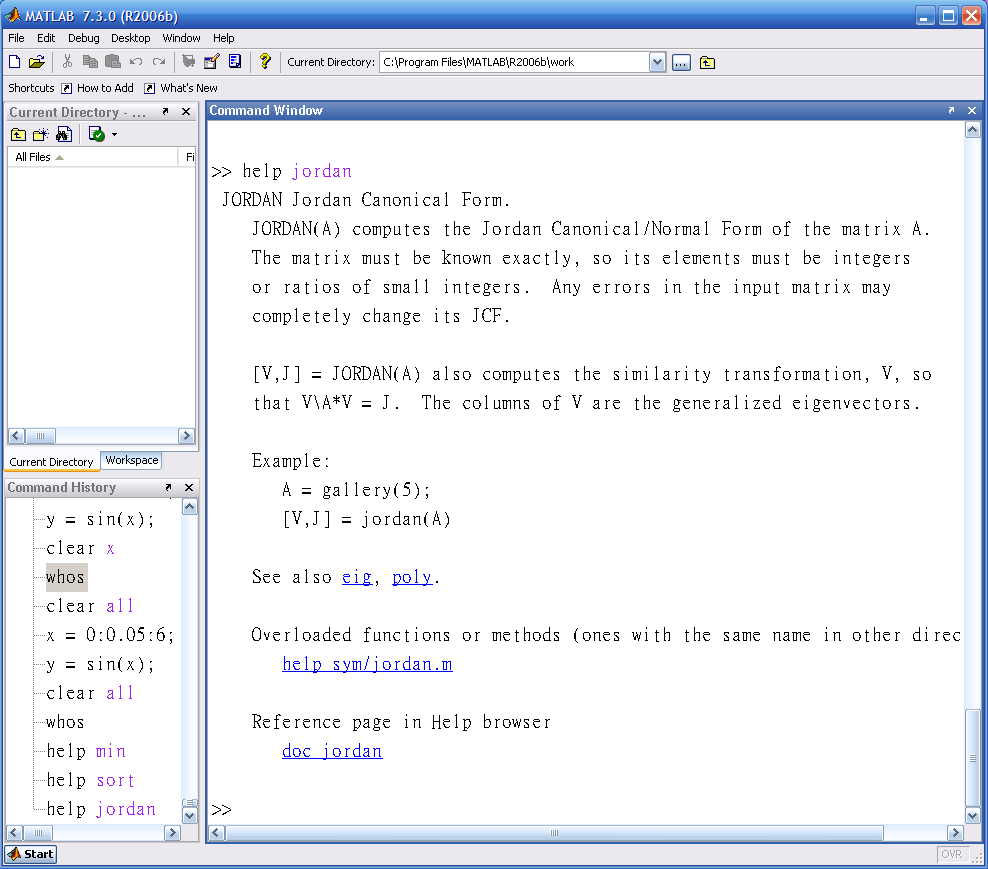 MATLAB 7.3.0 (R2006b)
File Edit Debug Desktop Window Help
Current Directory: C:\Program Files\MATLAB\R2006b\work
Shortcuts How to Add What's New
Current Directory - ...
All Files Fi
Current Directory Workspace
Command History
y = sin(x);
clear x
whos
clear all
x = 0:0.05:6;
y = sin(x);
clear all
whos
help min
help sort
help jordan
Command Window
>> help jordan
JORDAN Jordan Canonical Form.
JORDAN(A) computes the Jordan Canonical/Normal Form of the matrix A.
The matrix must be known exactly, so its elements must be integers
or ratios of small integers.  Any errors in the input matrix may
completely change its JCF.
[V,J] = JORDAN(A) also computes the similarity transformation, V, so
that V\A*V = J.  The columns of V are the generalized eigenvectors.
Example:
A = gallery(5);
[V,J] = jordan(A)
See also eig, poly.
Overloaded functions or methods (ones with the same name in other direc
help sym/jordan.m
Reference page in Help browser
doc jordan
>>
Start
OVR